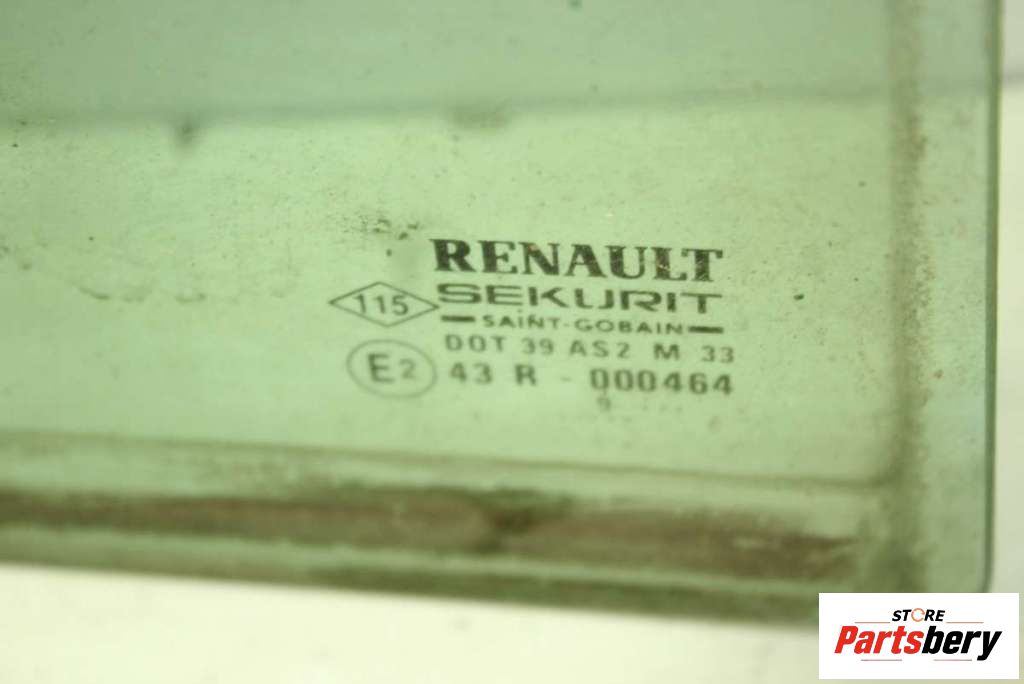 RENAULT
115 SEKURIT
SAINT-GOBAIN
DOT 39 AS2 M 33
E2 43 R - 000464
9
STORE
Partsbery